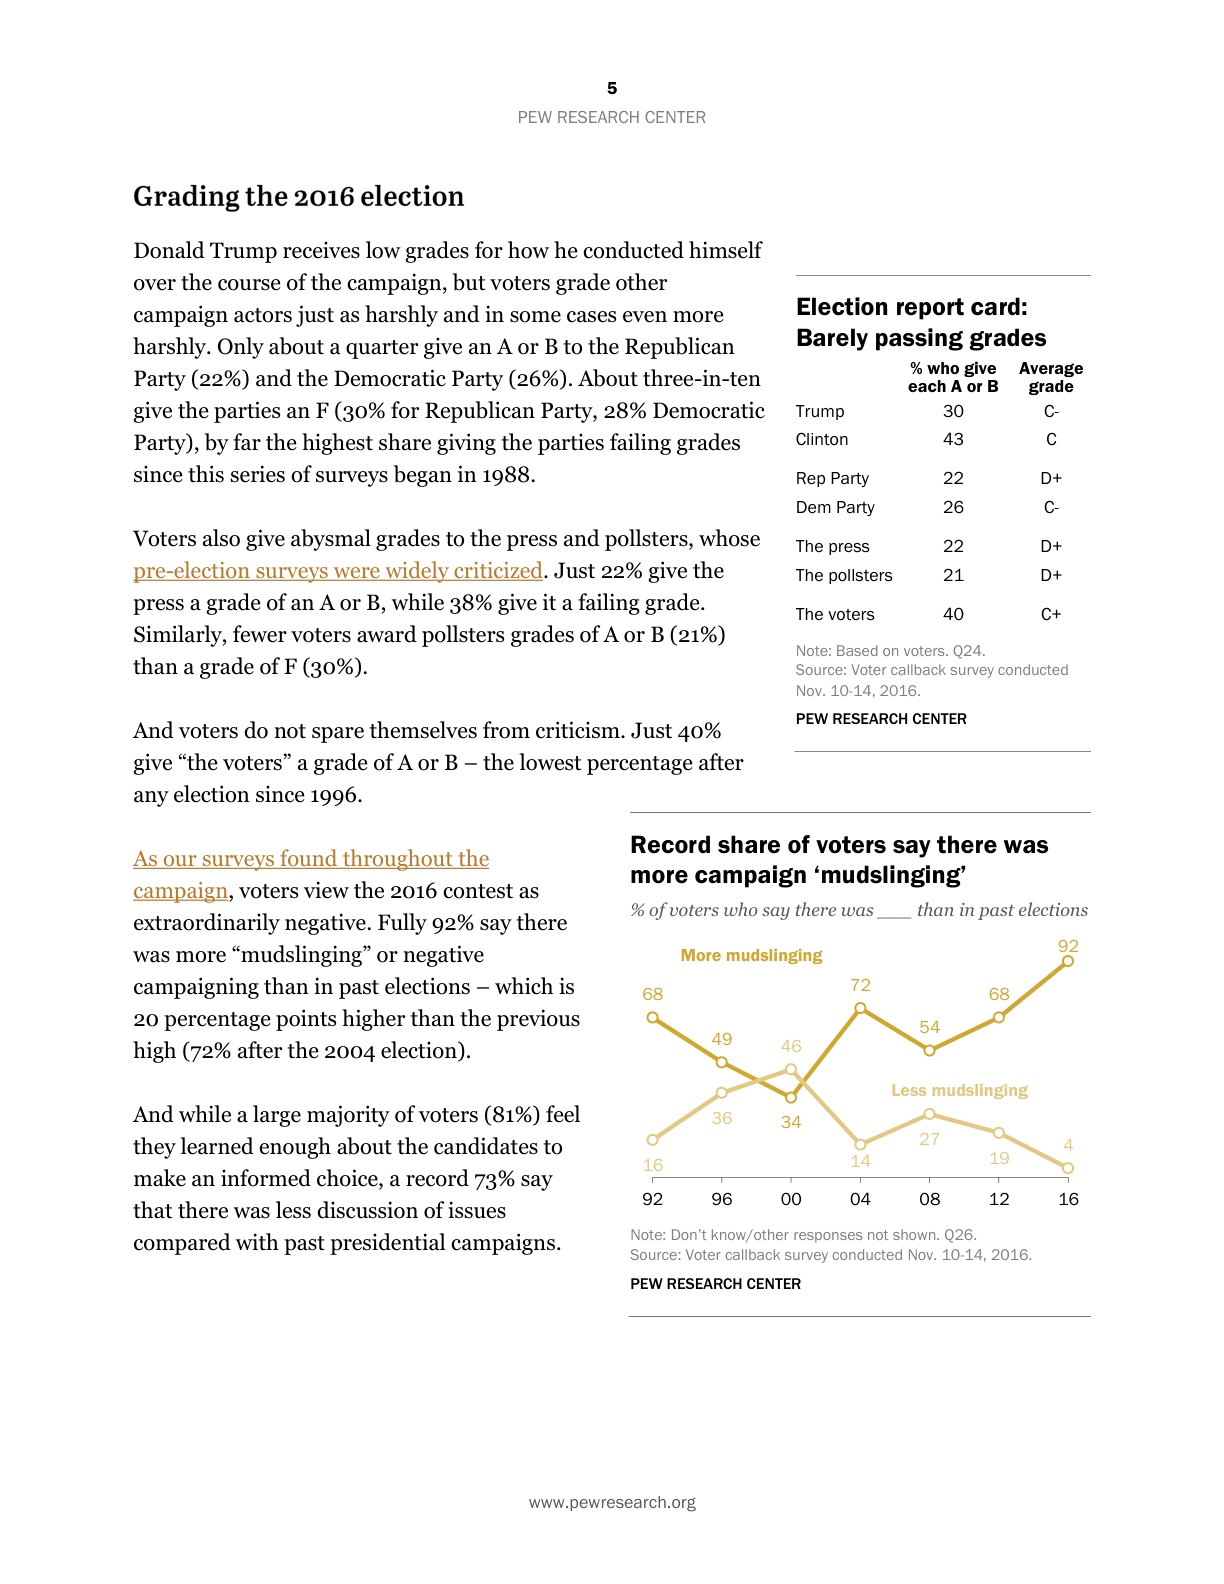 5
PEW RESEARCH CENTER
Grading the 2016 election
Donald Trump receives low grades for how he conducted himself
over the course of the campaign, but voters grade other
campaign actors just as harshly and in some cases even more
harshly. Only about a quarter give an A or B to the Republican
Party (22%) and the Democratic Party (26%). About three-in-ten
give the parties an F (30% for Republican Party, 28% Democratic
Party), by far the highest share giving the parties failing grades
since this series of surveys began in 1988.
Voters also give abysmal grades to the press and pollsters, whose
pre-election surveys were widely criticized. Just 22% give the
press a grade of an A or B, while 38% give it a failing grade.
Similarly, fewer voters award pollsters grades of A or B (21%)
than a grade of F (30%).
And voters do not spare themselves from criticism. Just 40%
give “the voters” a grade of A or B – the lowest percentage after
any election since 1996.
As our surveys found throughout the
campaign, voters view the 2016 contest as
extraordinarily negative. Fully 92% say there
was more “mudslinging” or negative
campaigning than in past elections – which is
20 percentage points higher than the previous
high (72% after the 2004 election).
And while a large majority of voters (81%) feel
they learned enough about the candidates to
make an informed choice, a record 73% say
that there was less discussion of issues
compared with past presidential campaigns.
Election report card:
Barely passing grades
% who give Average
each A or B grade
Trump 30 C-
Clinton 43 C
Rep Party 22 D+
Dem Party 26 C-
The press 22 D+
The pollsters 21 D+
The voters 40 C+
Note: Based on voters. Q24.
Source: Voter callback survey conducted
Nov. 10-14, 2016.
PEW RESEARCH CENTER
Record share of voters say there was
more campaign ‘mudslinging’
% of voters who say there was ___ than in past elections
More mudslinging
68 49 34 72 54 68 92
Less mudslinging
16 36 46 14 27 19 4
92 96 00 04 08 12 16
Note: Don’t know/other responses not shown. Q26.
Source: Voter callback survey conducted Nov. 10-14, 2016.
PEW RESEARCH CENTER
www.pewresearch.org